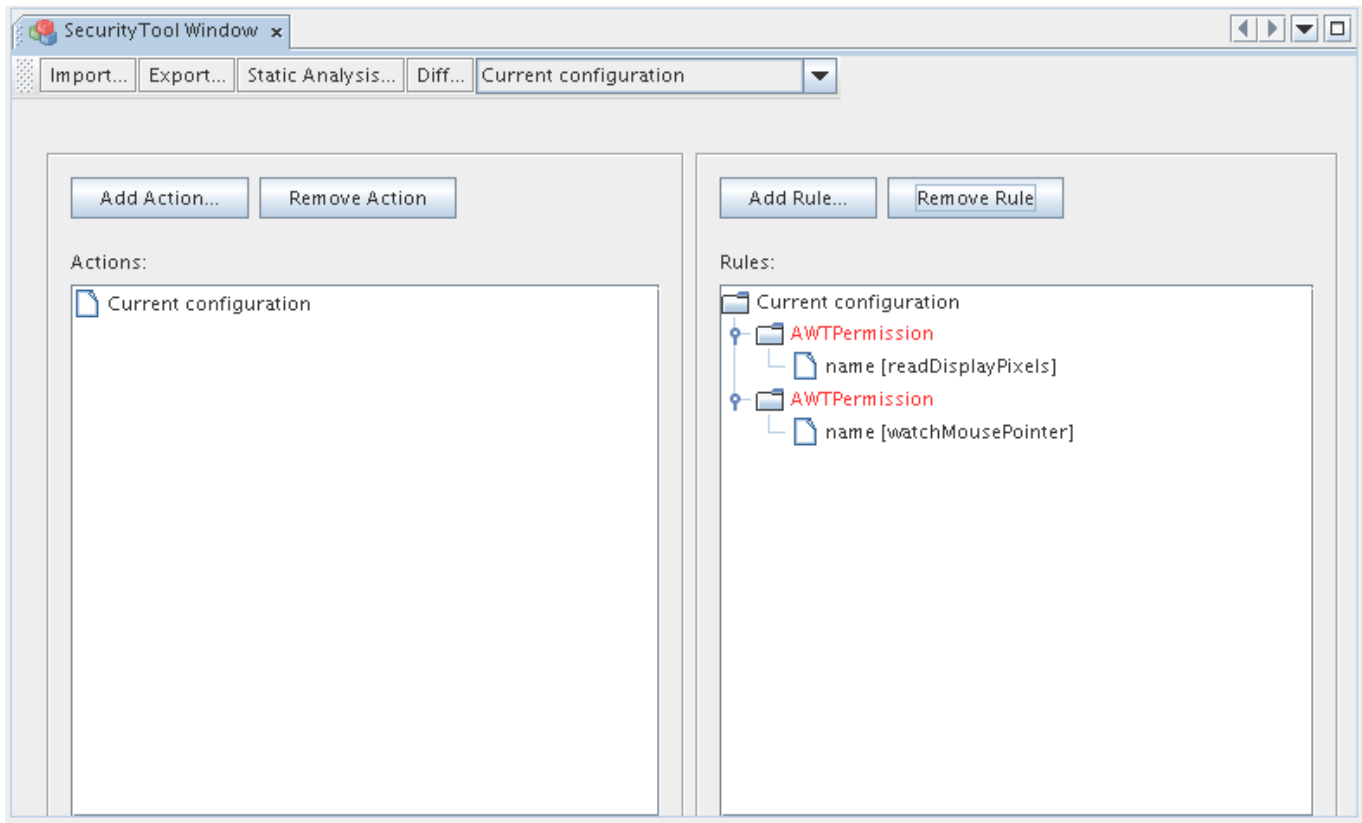 SecurityTool Window x
Import... Export... Static Analysis... Diff... Current configuration
Add Action... Remove Action
Actions:
Current configuration
Add Rule... Remove Rule
Rules:
Current configuration
AWTPermission
name [readDisplayPixels]
AWTPermission
name [watchMousePointer]